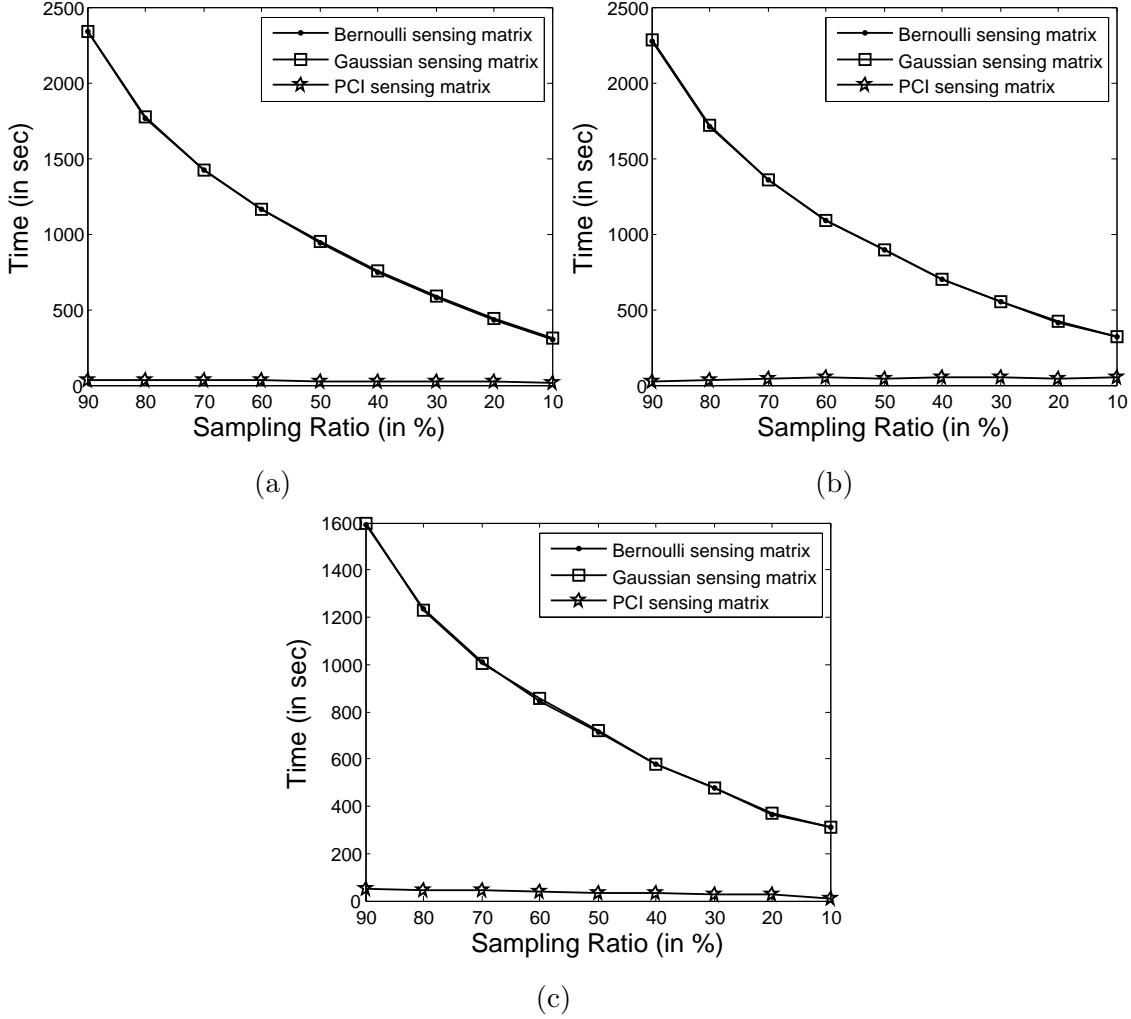 2500
2000
1500
1000
500
0
Time (in sec)
Bernoulli sensing matrix
Gaussian sensing matrix
PCI sensing matrix
90 80 70 60 50 40 30 20 10
Sampling Ratio (in %)
(a)
2500
2000
1500
1000
500
0
Time (in sec)
Bernoulli sensing matrix
Gaussian sensing matrix
PCI sensing matrix
90 80 70 60 50 40 30 20 10
Sampling Ratio (in %)
(b)
1600
1400
1200
1000
800
600
400
200
0
Time (in sec)
Bernoulli sensing matrix
Gaussian sensing matrix
PCI sensing matrix
90 80 70 60 50 40 30 20 10
Sampling Ratio (in %)
(c)